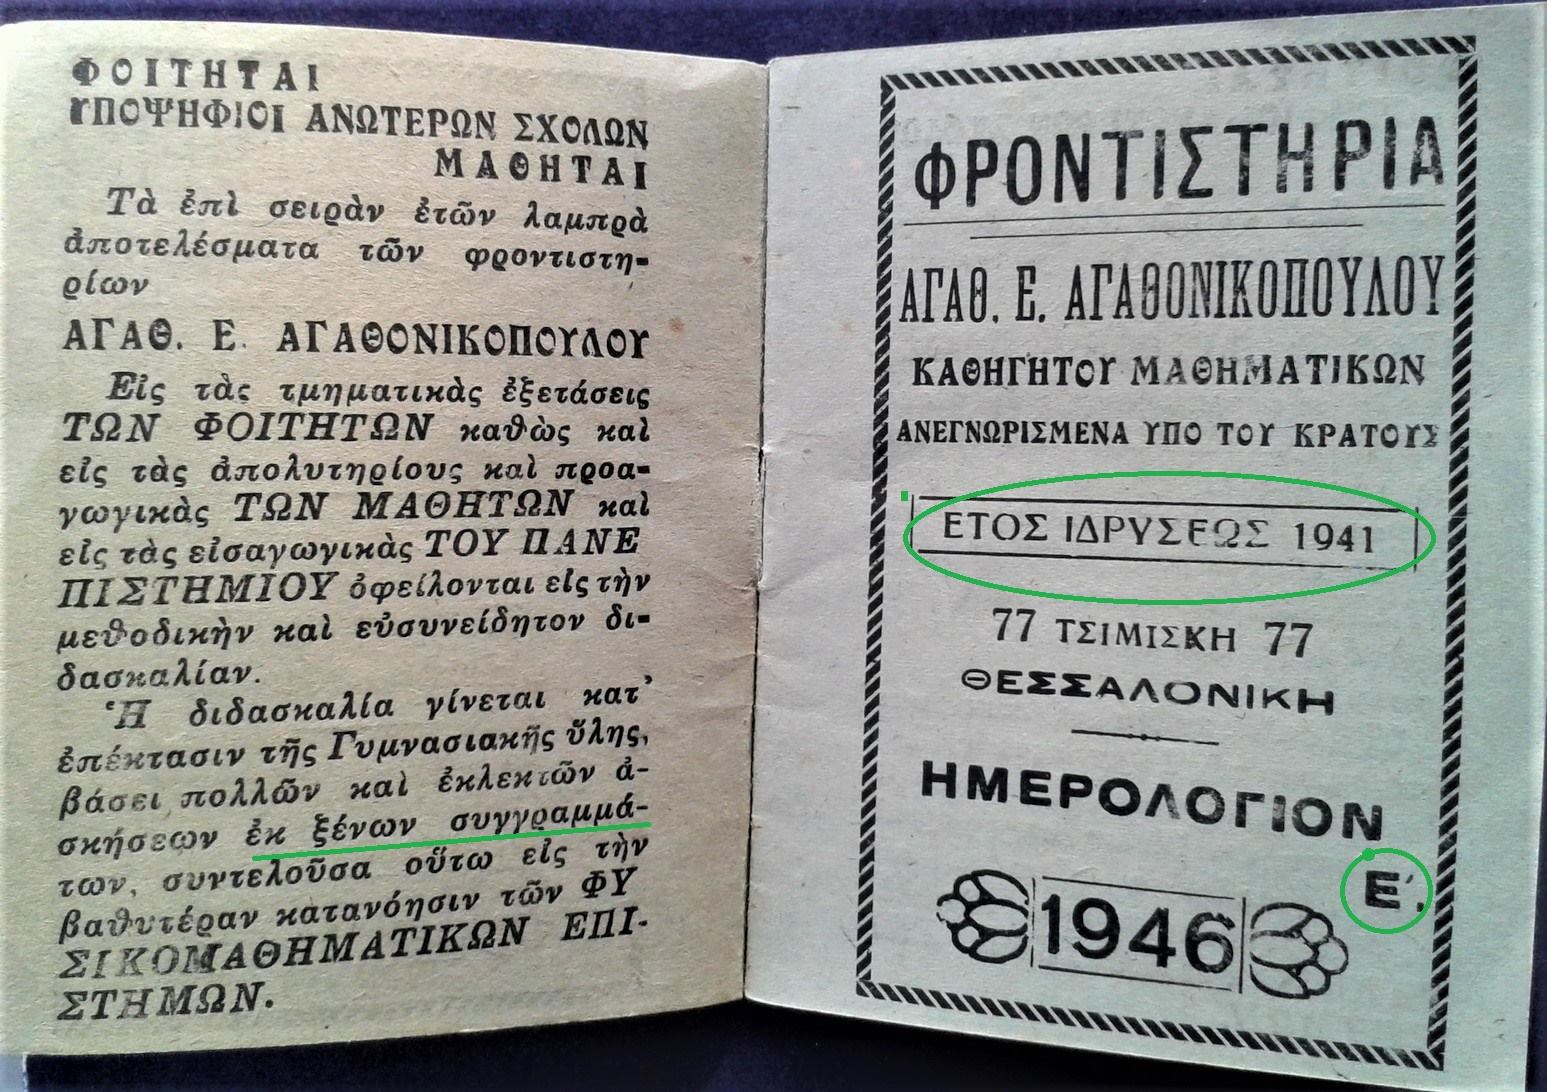 ΦΟΙΤΗΤΑΙ
ΥΠΟΨΗΦΙΟΙ ΑΝΩΤΕΡΩΝ ΣΧΟΛΩΝ
ΜΑΘΗΤΑΙ
Τὰ ἐπὶ σειρὰν ἐτῶν λαμπρὰ
ἀποτελέσματα τῶν φροντιστη-
ρίων
ΑΓΑΘ. Ε. ΑΓΑΘΟΝΙΚΟΠΟΥΛΟΥ
Εἰς τὰς τμηματικὰς ἐξετάσεις
ΤΩΝ ΦΟΙΤΗΤΩΝ καθὼς καὶ
εἰς τὰς ἀπολυτηρίους καὶ προα-
γωγικὰς ΤΩΝ ΜΑΘΗΤΩΝ καὶ
εἰς τὰς εἰσαγωγικὰς ΤΟΥ ΠΑΝΕ
ΠΙΣΤΗΜΙΟΥ ὀφείλονται εἰς τὴν
μεθοδικὴν καὶ εὐσυνείδητον δι-
δασκαλίαν.
Ἡ διδασκαλία γίνεται κατ'
ἐπέκτασιν τῆς Γυμνασιακῆς ὕλης,
βάσει πολλῶν καὶ ἐκλεκτῶν ἀ-
σκήσεων ἐκ ξένων συγγραμμά-
των, συντελοῦσα οὕτω εἰς τὴν
βαθυτέραν κατανόησιν τῶν ΦΥ
ΣΙΚΟΜΑΘΗΜΑΤΙΚΩΝ ΕΠΙ-
ΣΤΗΜΩΝ.
ΦΡΟΝΤΙΣΤΗΡΙΑ
ΑΓΑΘ. Ε. ΑΓΑΘΟΝΙΚΟΠΟΥΛΟΥ
ΚΑΘΗΓΗΤΟΥ ΜΑΘΗΜΑΤΙΚΩΝ
ΑΝΕΓΝΩΡΙΣΜΕΝΑ ΥΠΟ ΤΟΥ ΚΡΑΤΟΥΣ
ΕΤΟΣ ΙΔΡΥΣΕΩΣ 1941
77 ΤΣΙΜΙΣΚΗ 77
ΘΕΣΣΑΛΟΝΙΚΗ
ΗΜΕΡΟΛΟΓΙΟΝ
Ε'.
1946